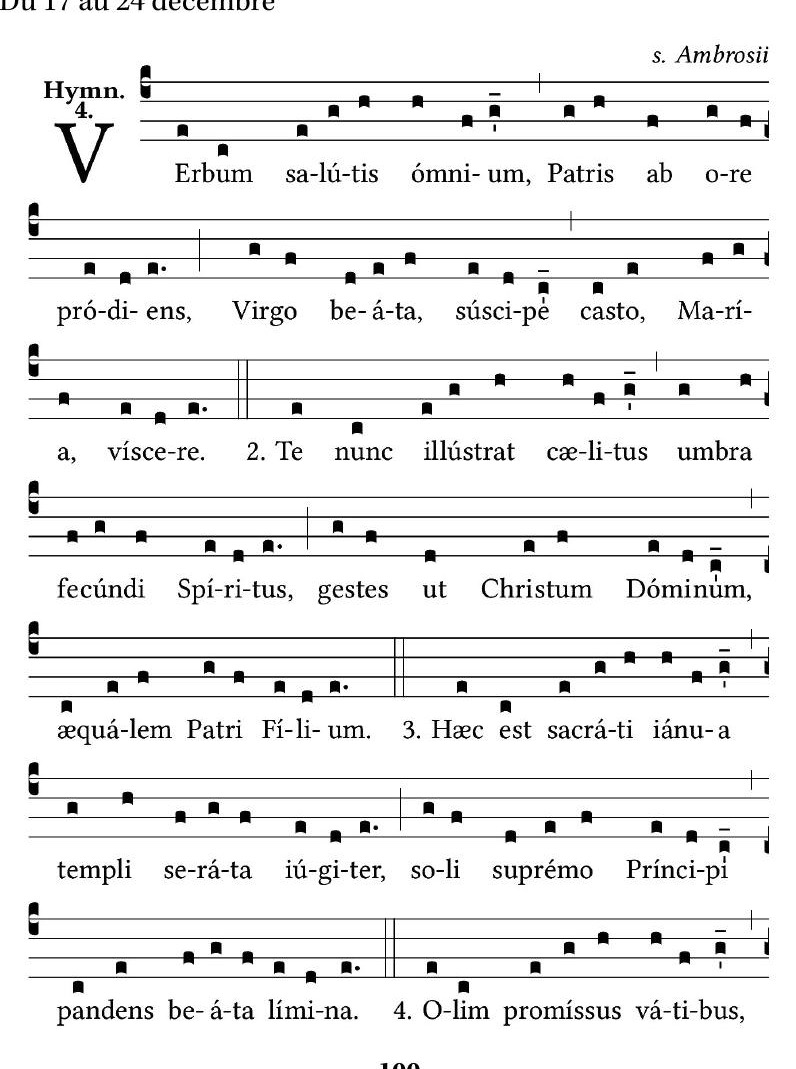 Du 17 au 24 décembre
s. Ambrosii
Hymn.
4.
VErbum sa-lú-tis ómni-um, Patris ab o-re
pró-di-ens, Virgo be-á-ta, súsci-pe casto, Ma-rí-
a, vísce-re. 2. Te nunc illústrat cæ-li-tus umbra
fecúndi Spí-ri-tus, gestes ut Christum Dóminum,
æquá-lem Patri Fí-li-um. 3. Hæc est sacrá-ti iánu-a
templi se-rá-ta iú-gi-ter, so-li suprémo Prínci-pi
pandens be-á-ta lími-na. 4. O-lim promíssus vá-ti-bus,